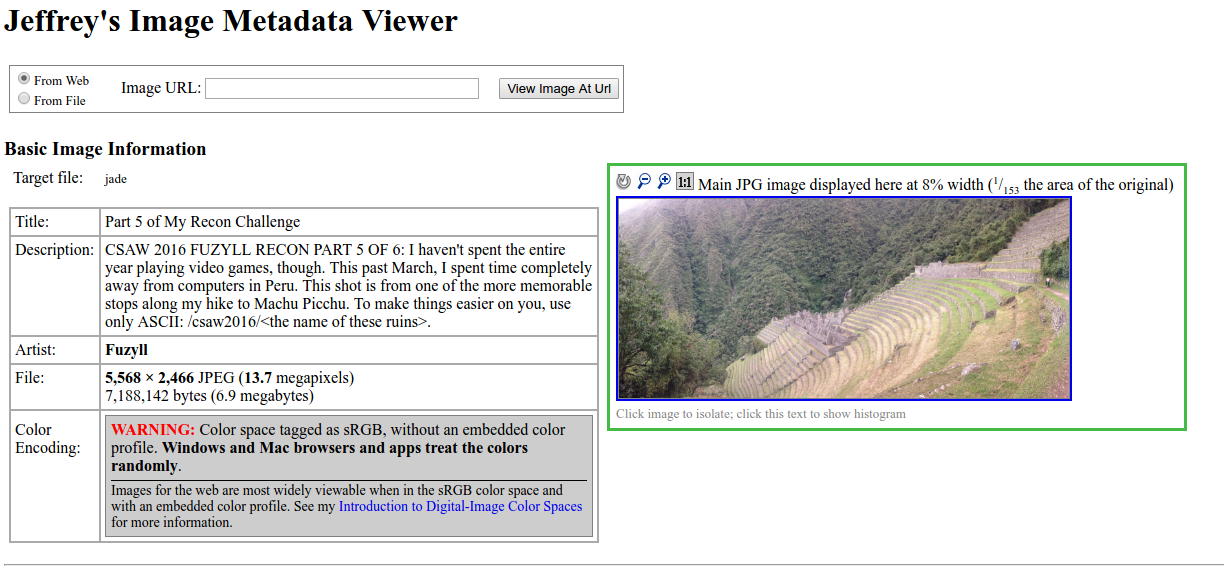 Jeffrey's Image Metadata Viewer
From Web
From File
Image URL:
View Image At Url
Basic Image Information
Target file: jade
Title: Part 5 of My Recon Challenge
Description: CSAW 2016 FUZYLL RECON PART 5 OF 6: I haven't spent the entire
year playing video games, though. This past March, I spent time completely
away from computers in Peru. This shot is from one of the more memorable
stops along my hike to Machu Picchu. To make things easier on you, use
only ASCII: /csaw2016/<the name of these ruins>.
Artist: Fuzyll
File: 5,568 × 2,466 JPEG (13.7 megapixels)
7,188,142 bytes (6.9 megabytes)
Color
Encoding:
WARNING: Color space tagged as sRGB, without an embedded color
profile. Windows and Mac browsers and apps treat the colors
randomly.
Images for the web are most widely viewable when in the sRGB color space and
with an embedded color profile. See my Introduction to Digital-Image Color Spaces
for more information.
1:1 Main JPG image displayed here at 8% width (1/153 the area of the original)
Click image to isolate; click this text to show histogram